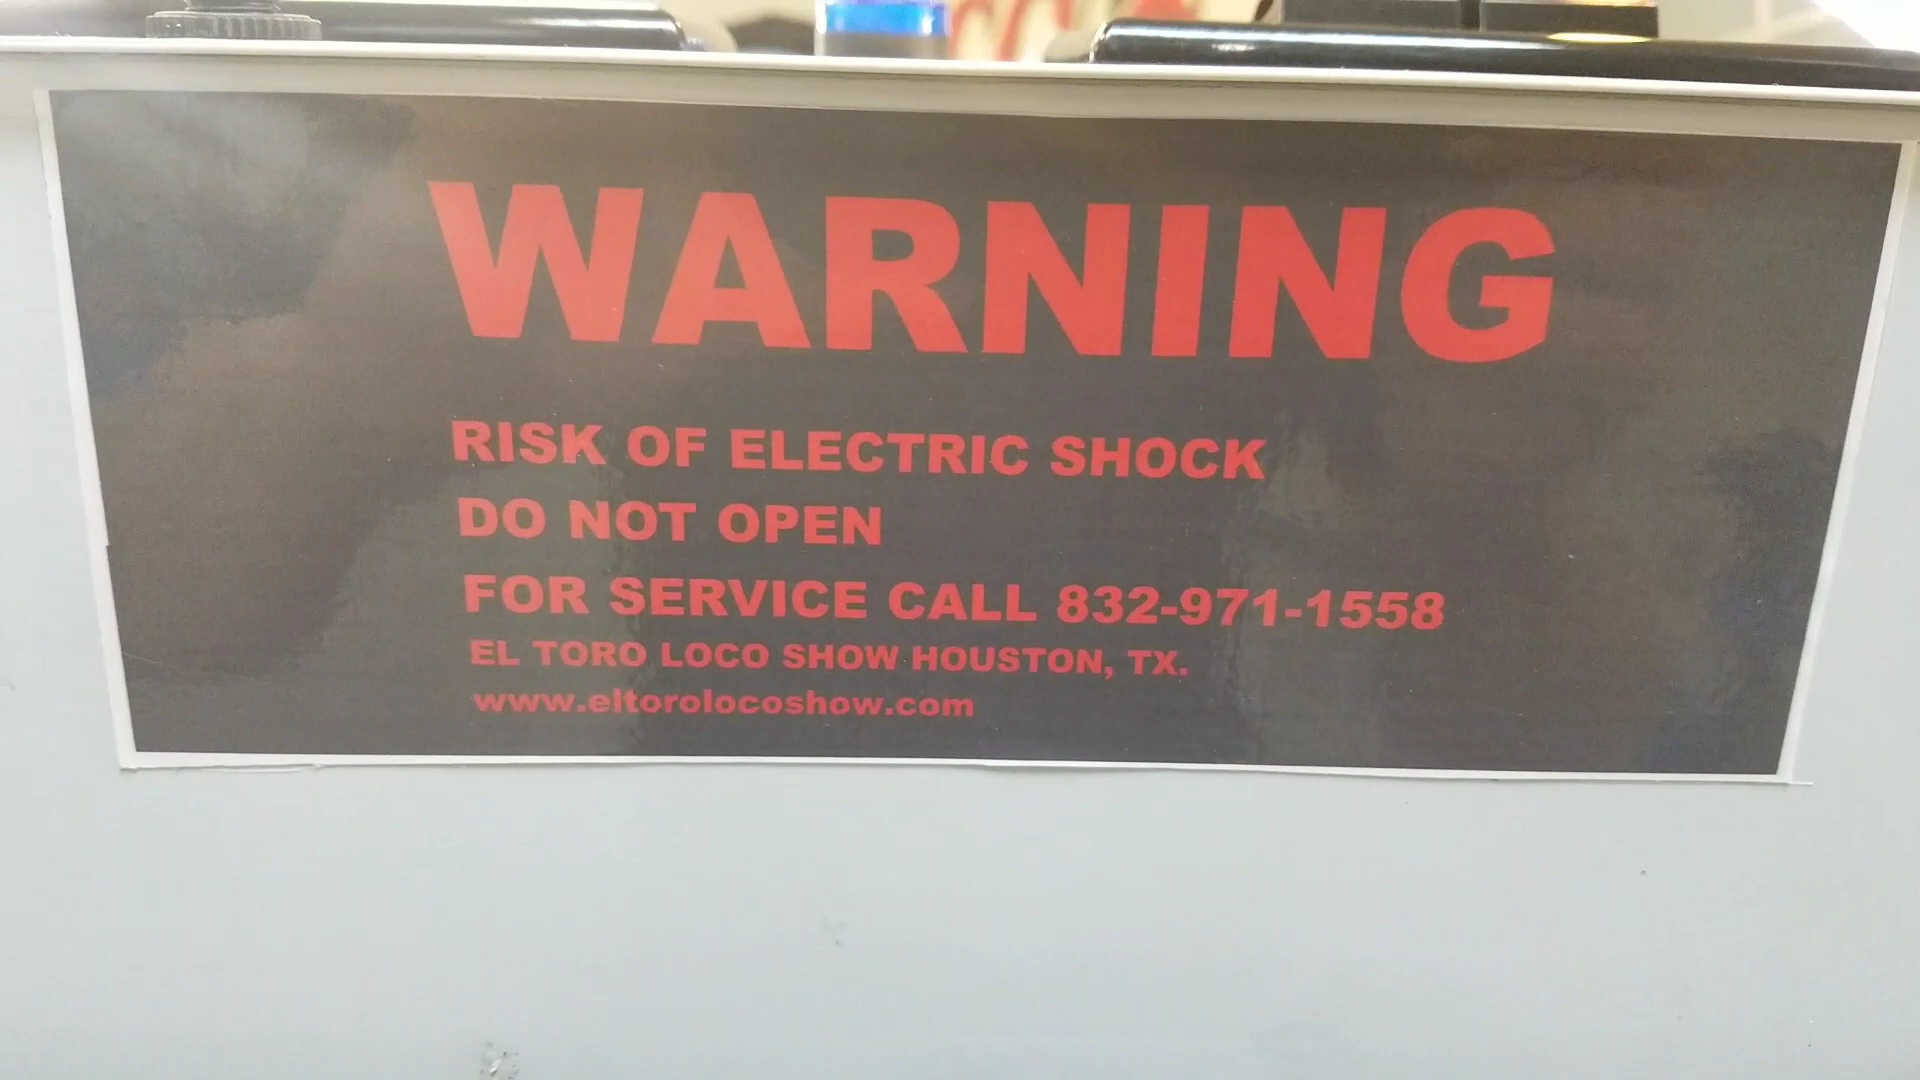 WARNING
RISK OF ELECTRIC SHOCK
DO NOT OPEN
FOR SERVICE CALL 832-971-1558
EL TORO LOCO SHOW HOUSTON, TX.
www.eltorolocoshow.com